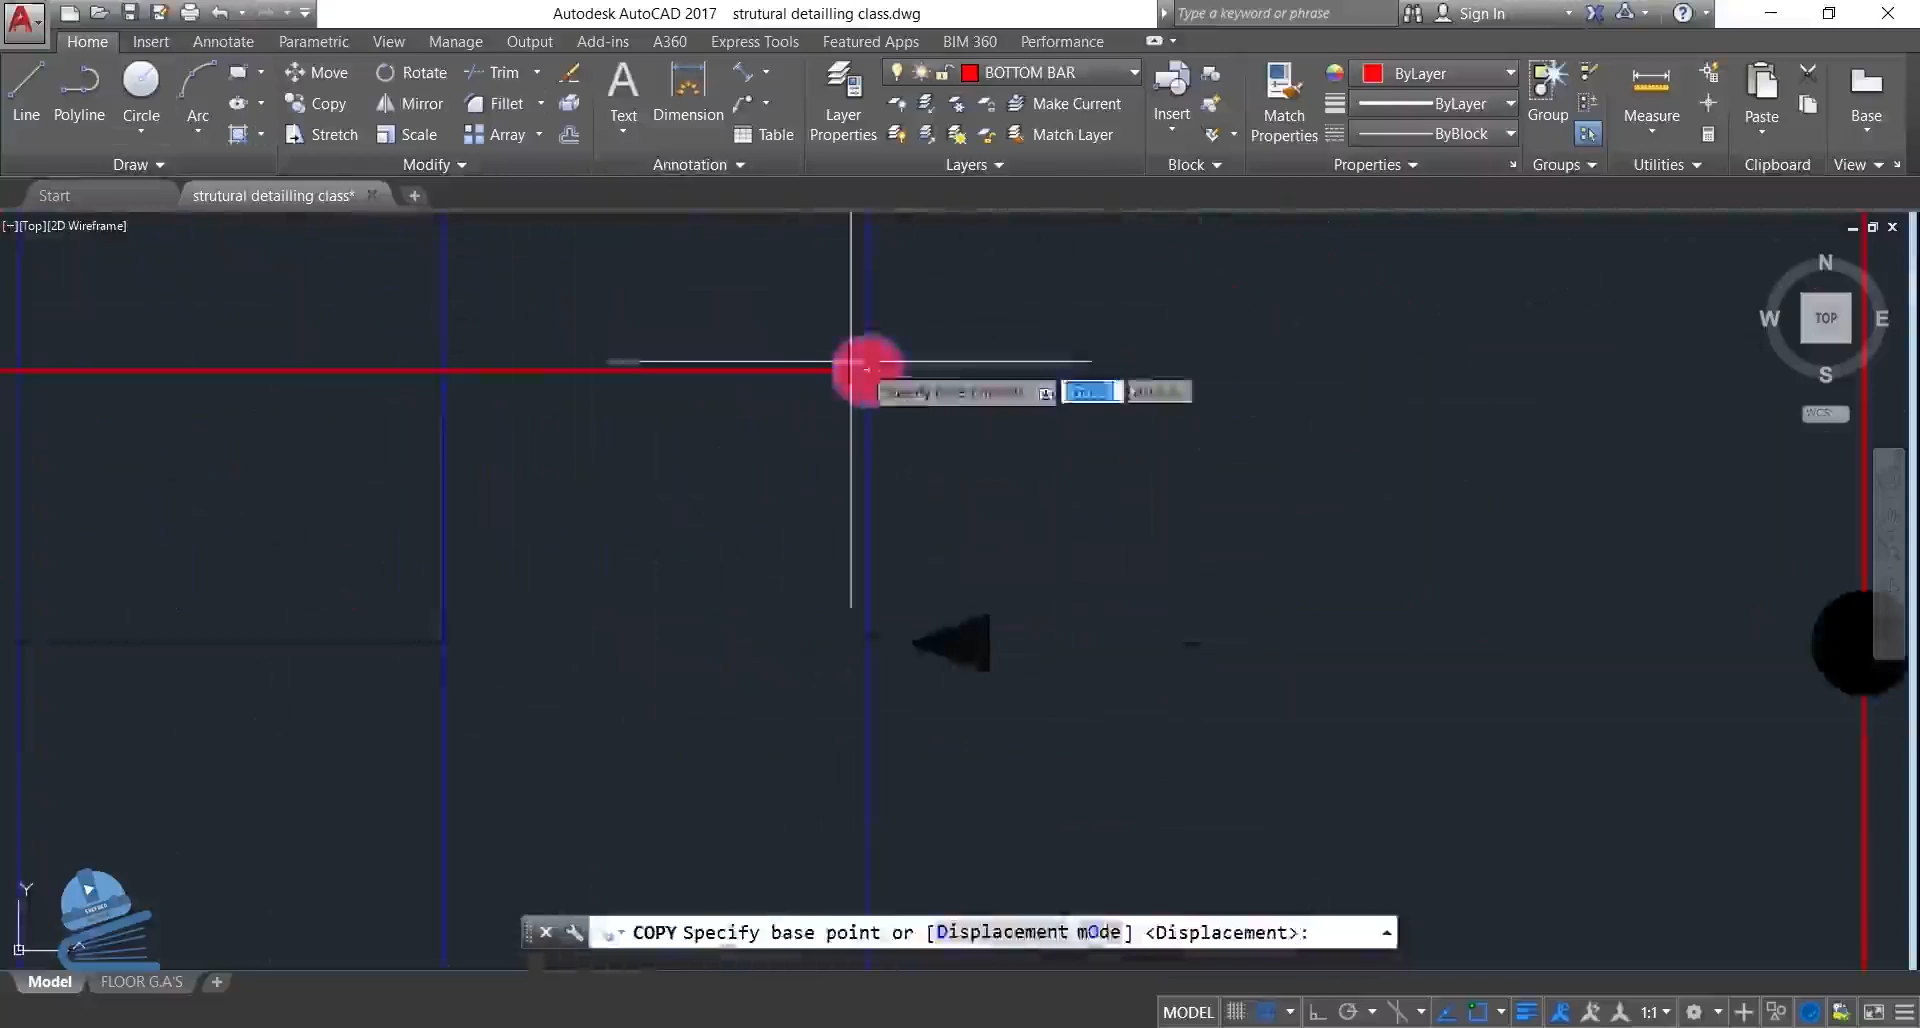 Autodesk AutoCAD 2017 strutural detailling class.dwg
Type a keyword or phrase
Sign In
Home Insert Annotate Parametric View Manage Output Add-ins A360 Express Tools Featured Apps BIM 360 Performance
Line Polyline Circle Arc
Move Rotate Trim
Copy Mirror Fillet
Stretch Scale Array
Text Dimension Table
Layer Properties
BOTTOM BAR
Make Current
Match Layer
Insert
Match Properties
ByLayer
ByLayer
ByBlock
Group
Measure
Paste
Base
Draw Modify Annotation Layers Block Properties Groups Utilities Clipboard View
Start strutural detailling class*
[−][Top][2D Wireframe]
N
W TOP E
S
WCS
Y
COPY Specify base point or [Displacement mOde] <Displacement>:
Model FLOOR G.A'S
MODEL 1:1